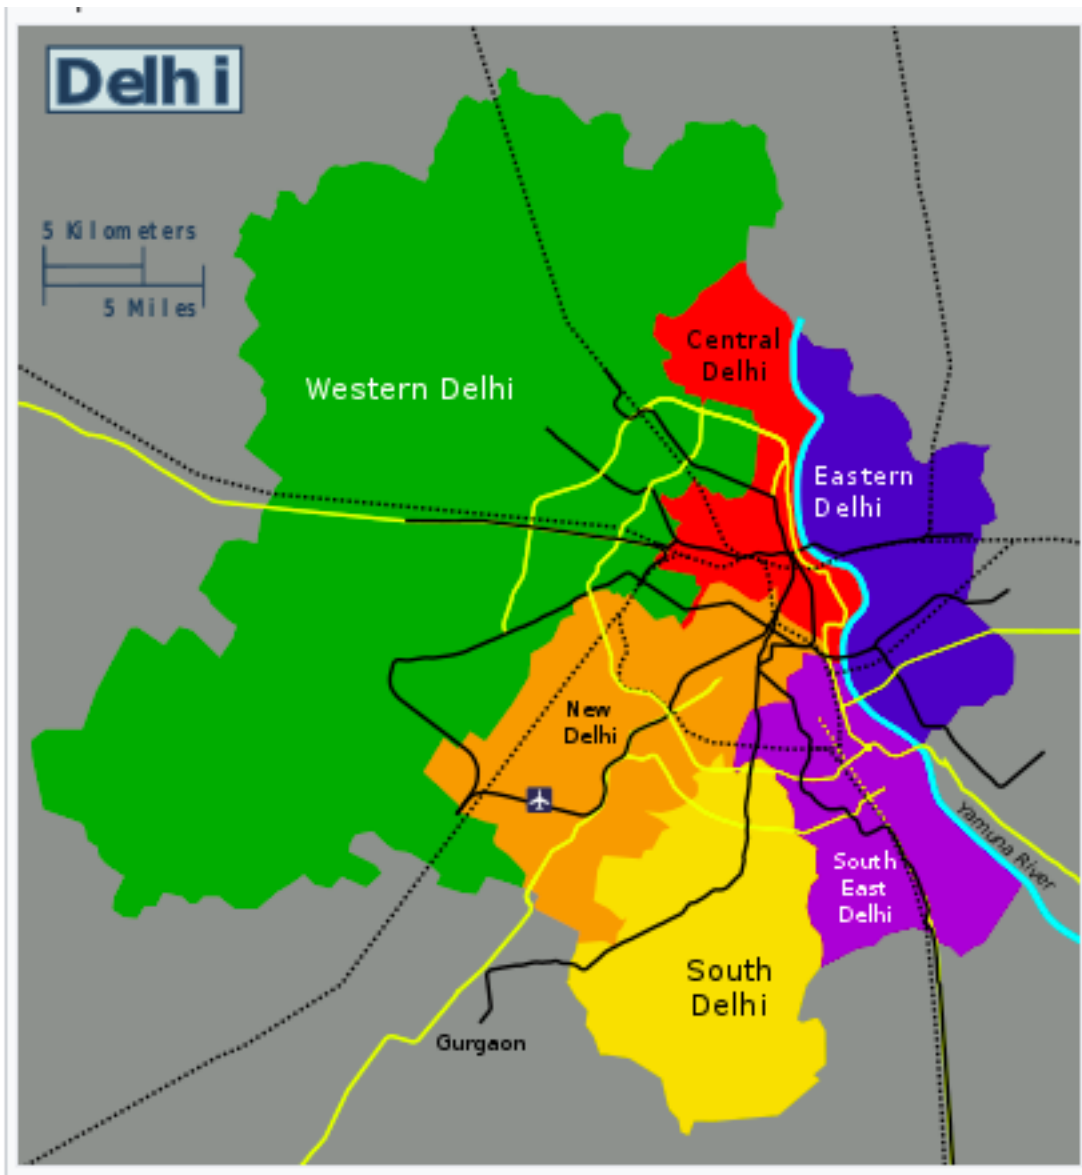 Delhi
5 Kilometers
5 Miles
Central
Delhi
Western Delhi
Eastern
Delhi
New
Delhi
Yamuna River
South
East
Delhi
South
Delhi
Gurgaon